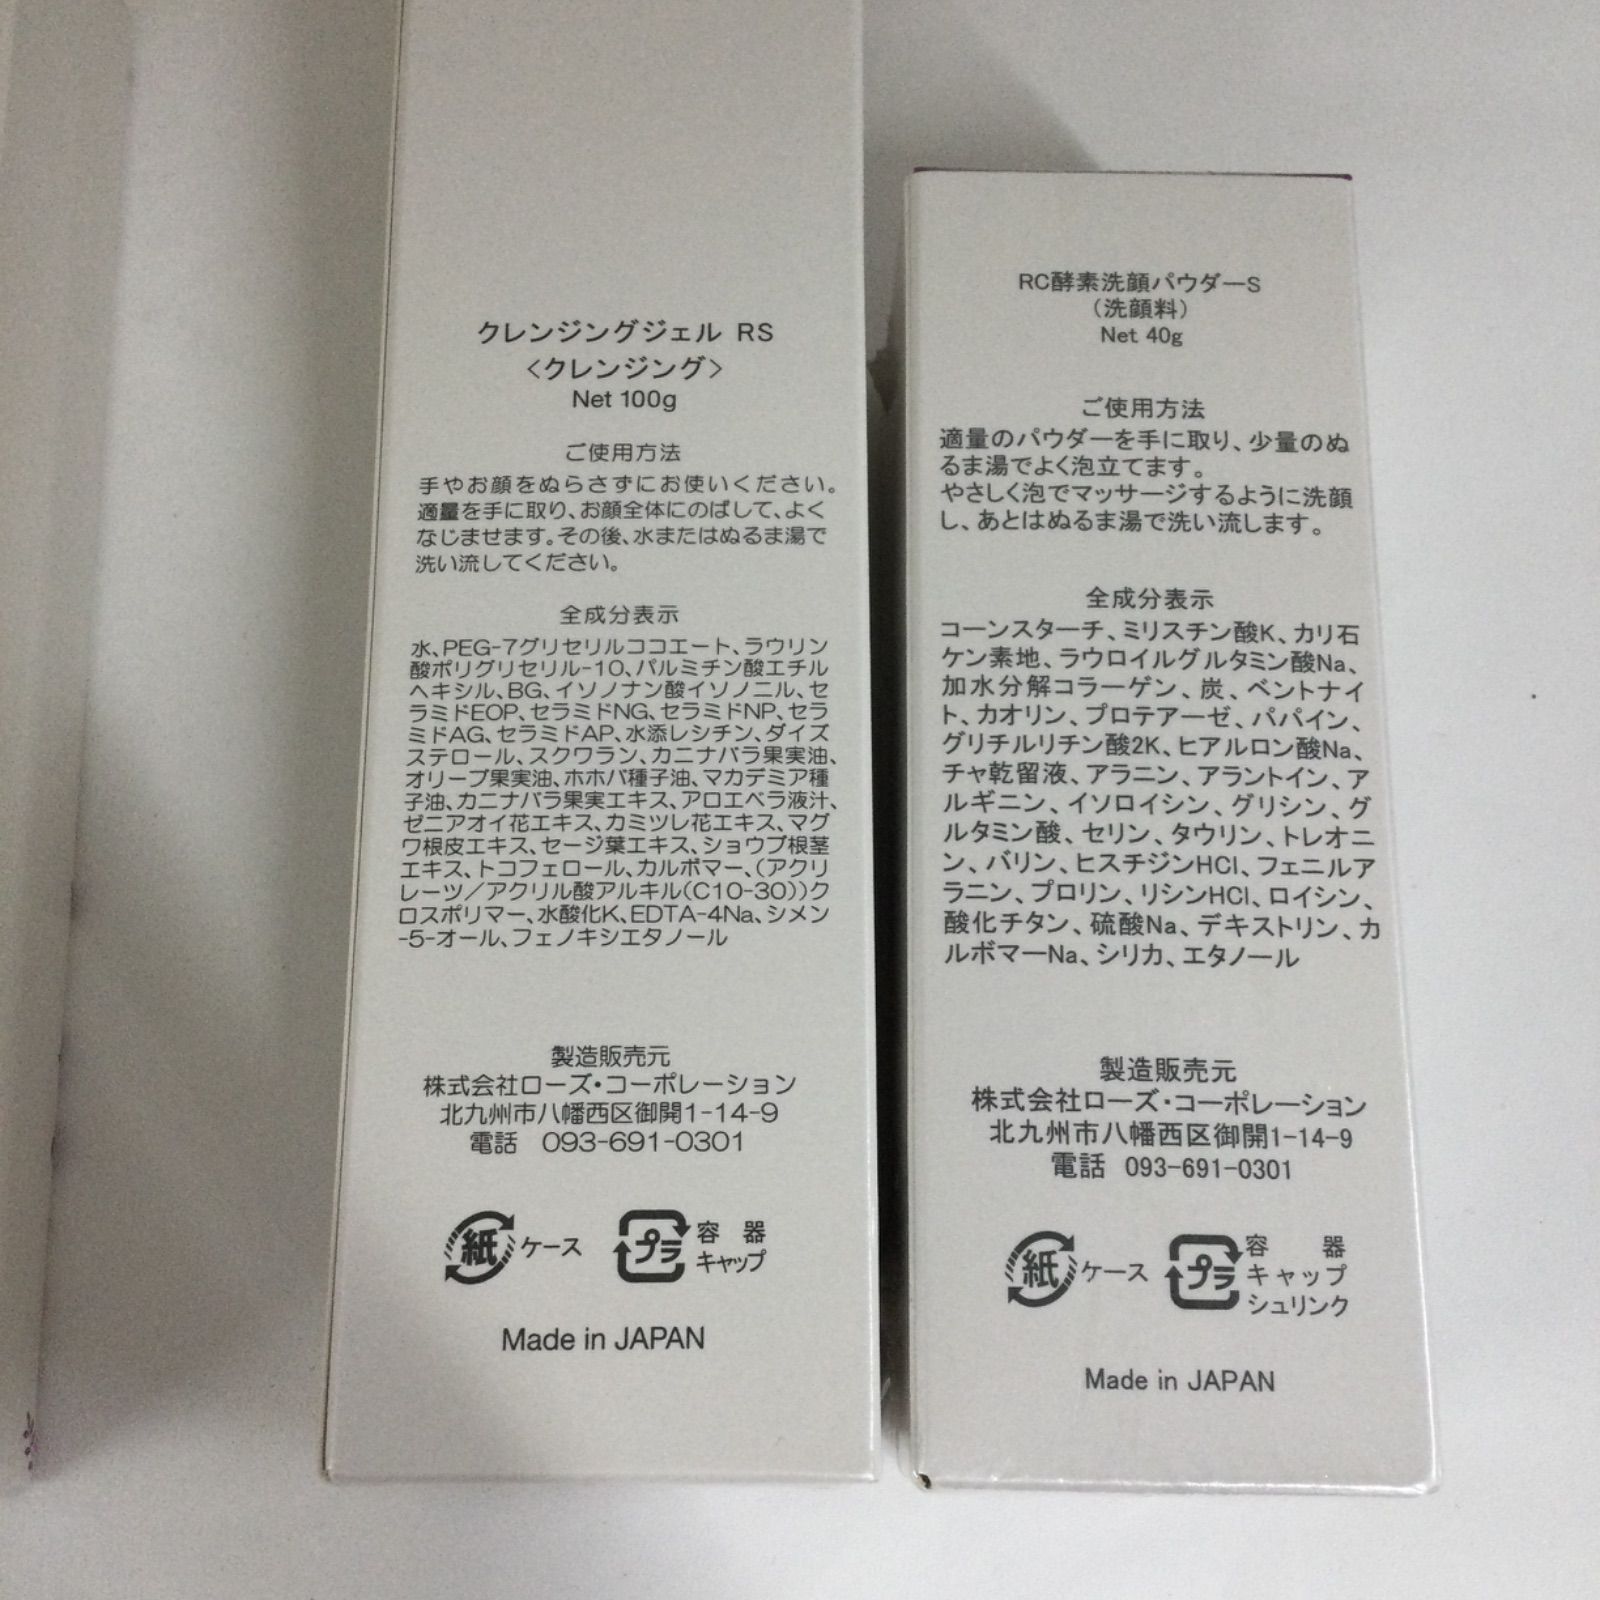 クレンジングジェル RS
〈クレンジング〉
Net 100g
ご使用方法
手やお顔をぬらさずにお使いください。
適量を手に取り、お顔全体にのばして、よく
なじませます。その後、水またはぬるま湯で
洗い流してください。
全成分表示
水、PEG-7グリセリルココエート、ラウリン
酸ポリグリセリル-10、パルミチン酸エチル
ヘキシル、BG、イソノナン酸イソノニル、セ
ラミドEOP、セラミドNG、セラミドNP、セラ
ミドAG、セラミドAP、水添レシチン、ダイズ
ステロール、スクワラン、カニナバラ果実油、
オリーブ果実油、ホホバ種子油、マカデミア種
子油、カニナバラ果実エキス、アロエベラ液汁、
ゼニアオイ花エキス、カミツレ花エキス、マグ
ワ根皮エキス、セージ葉エキス、ショウブ根茎
エキス、トコフェロール、カルボマー、(アクリ
レーツ/アクリル酸アルキル(C10-30))ク
ロスポリマー、水酸化K、EDTA-4Na、シメン
-5-オール、フェノキシエタノール
製造販売元
株式会社ローズ・コーポレーション
北九州市八幡西区御開1-14-9
電話 093-691-0301
紙 ケース
プラ 容器
キャップ
Made in JAPAN
RC酵素洗顔パウダーS
(洗顔料)
Net 40g
ご使用方法
適量のパウダーを手に取り、少量のぬ
るま湯でよく泡立てます。
やさしく泡でマッサージするように洗顔
し、あとはぬるま湯で洗い流します。
全成分表示
コーンスターチ、ミリスチン酸K、カリ石
ケン素地、ラウロイルグルタミン酸Na、
加水分解コラーゲン、炭、ベントナイ
ト、カオリン、プロテアーゼ、パパイン、
グリチルリチン酸2K、ヒアルロン酸Na、
チャ乾留液、アラニン、アラントイン、ア
ルギニン、イソロイシン、グリシン、グ
ルタミン酸、セリン、タウリン、トレオニ
ン、バリン、ヒスチジンHCl、フェニルア
ラニン、プロリン、リシンHCl、ロイシン、
酸化チタン、硫酸Na、デキストリン、カ
ルボマーNa、シリカ、エタノール
製造販売元
株式会社ローズ・コーポレーション
北九州市八幡西区御開1-14-9
電話 093-691-0301
紙 ケース
プラ 容器
キャップ
シュリンク
Made in JAPAN